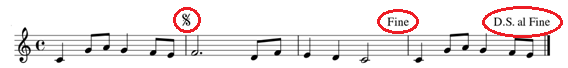 𝄋 Fine D.S. al Fine